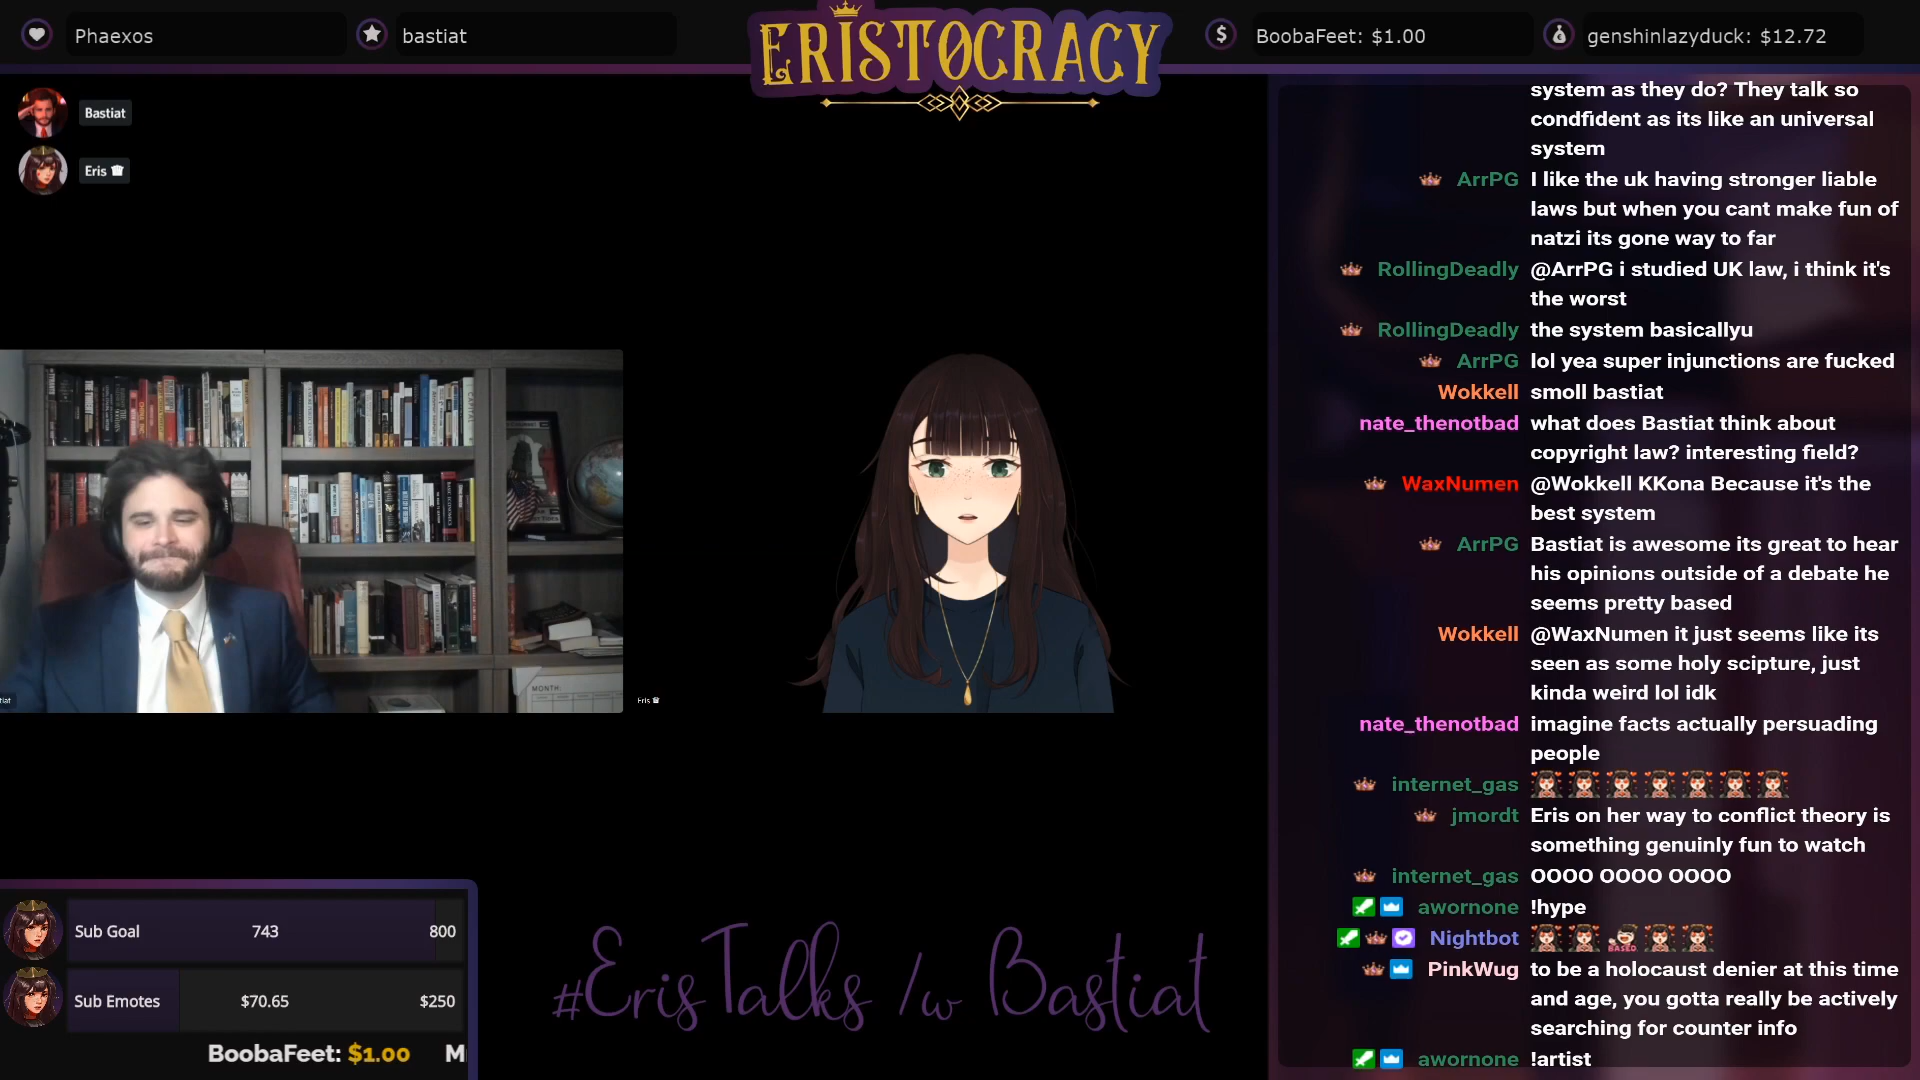 Phaexos
bastiat
ERISTOCRACY
BoobaFeet: $1.00
genshinlazyduck: $12.72
Bastiat
Eris
system as they do? They talk so
condfident as its like an universal
system
ArrPG I like the uk having stronger liable
laws but when you cant make fun of
natzi its gone way to far
RollingDeadly @ArrPG i studied UK law, i think it's
the worst
RollingDeadly the system basicallyu
ArrPG lol yea super injunctions are fucked
Wokkell smoll bastiat
nate_thenotbad what does Bastiat think about
copyright law? interesting field?
WaxNumen @Wokkell KKona Because it's the
best system
ArrPG Bastiat is awesome its great to hear
his opinions outside of a debate he
seems pretty based
Wokkell @WaxNumen it just seems like its
seen as some holy scipture, just
kinda weird lol idk
nate_thenotbad imagine facts actually persuading
people
internet_gas
jmordt Eris on her way to conflict theory is
something genuinly fun to watch
internet_gas OOOO OOOO OOOO
awornone !hype
Nightbot
BASED
PinkWug to be a holocaust denier at this time
and age, you gotta really be actively
searching for counter info
awornone !artist
MONTH:
tiat
Eris
Sub Goal 743 800
Sub Emotes $70.65 $250
BoobaFeet: $1.00 M
#ErisTalks /w Bastiat